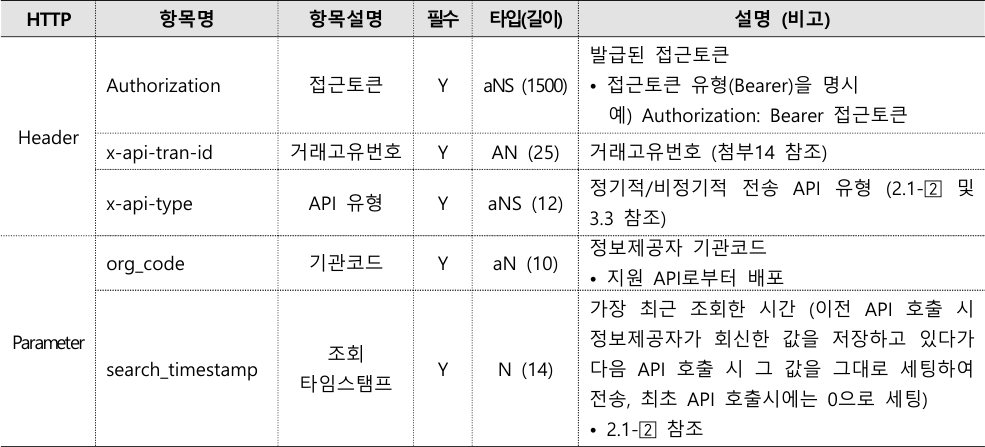 HTTP 항목명 항목설명 필수 타입(길이) 설명 (비고)
Header
Authorization 접근토큰 Y aNS (1500)
발급된 접근토큰
• 접근토큰 유형(Bearer)을 명시
예) Authorization: Bearer 접근토큰
x-api-tran-id 거래고유번호 Y AN (25) 거래고유번호 (첨부14 참조)
x-api-type API 유형 Y aNS (12)
정기적/비정기적 전송 API 유형 (2.1-② 및
3.3 참조)
Parameter
org_code 기관코드 Y aN (10)
정보제공자 기관코드
• 지원 API로부터 배포
search_timestamp
조회
타임스탬프
Y N (14)
가장 최근 조회한 시간 (이전 API 호출 시
정보제공자가 회신한 값을 저장하고 있다가
다음 API 호출 시 그 값을 그대로 세팅하여
전송, 최초 API 호출시에는 0으로 세팅)
• 2.1-② 참조